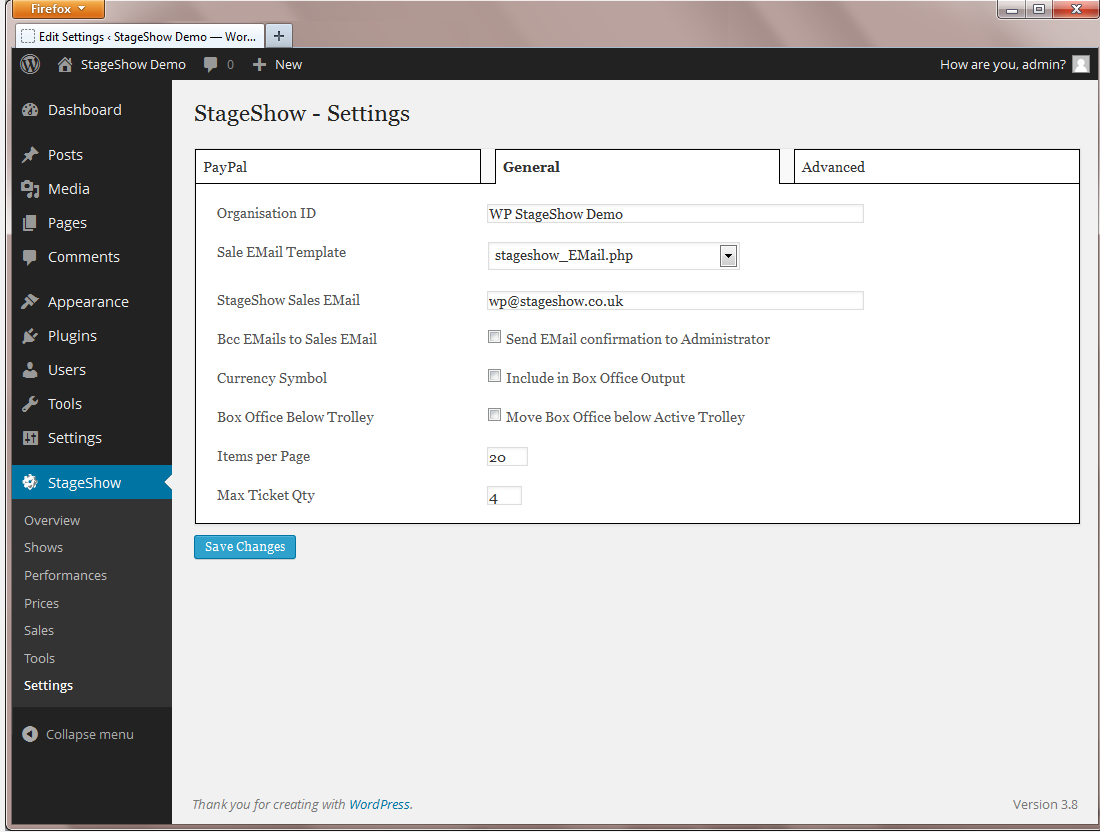 Firefox
Edit Settings ‹ StageShow Demo — Wor...
StageShow Demo 0 New How are you, admin?
Dashboard
Posts
Media
Pages
Comments
Appearance
Plugins
Users
Tools
Settings
StageShow
Overview
Shows
Performances
Prices
Sales
Tools
Settings
Collapse menu
StageShow - Settings
PayPal General Advanced
Organisation ID WP StageShow Demo
Sale EMail Template stageshow_EMail.php
StageShow Sales EMail wp@stageshow.co.uk
Bcc EMails to Sales EMail Send EMail confirmation to Administrator
Currency Symbol Include in Box Office Output
Box Office Below Trolley Move Box Office below Active Trolley
Items per Page 20
Max Ticket Qty 4
Save Changes
Thank you for creating with WordPress. Version 3.8